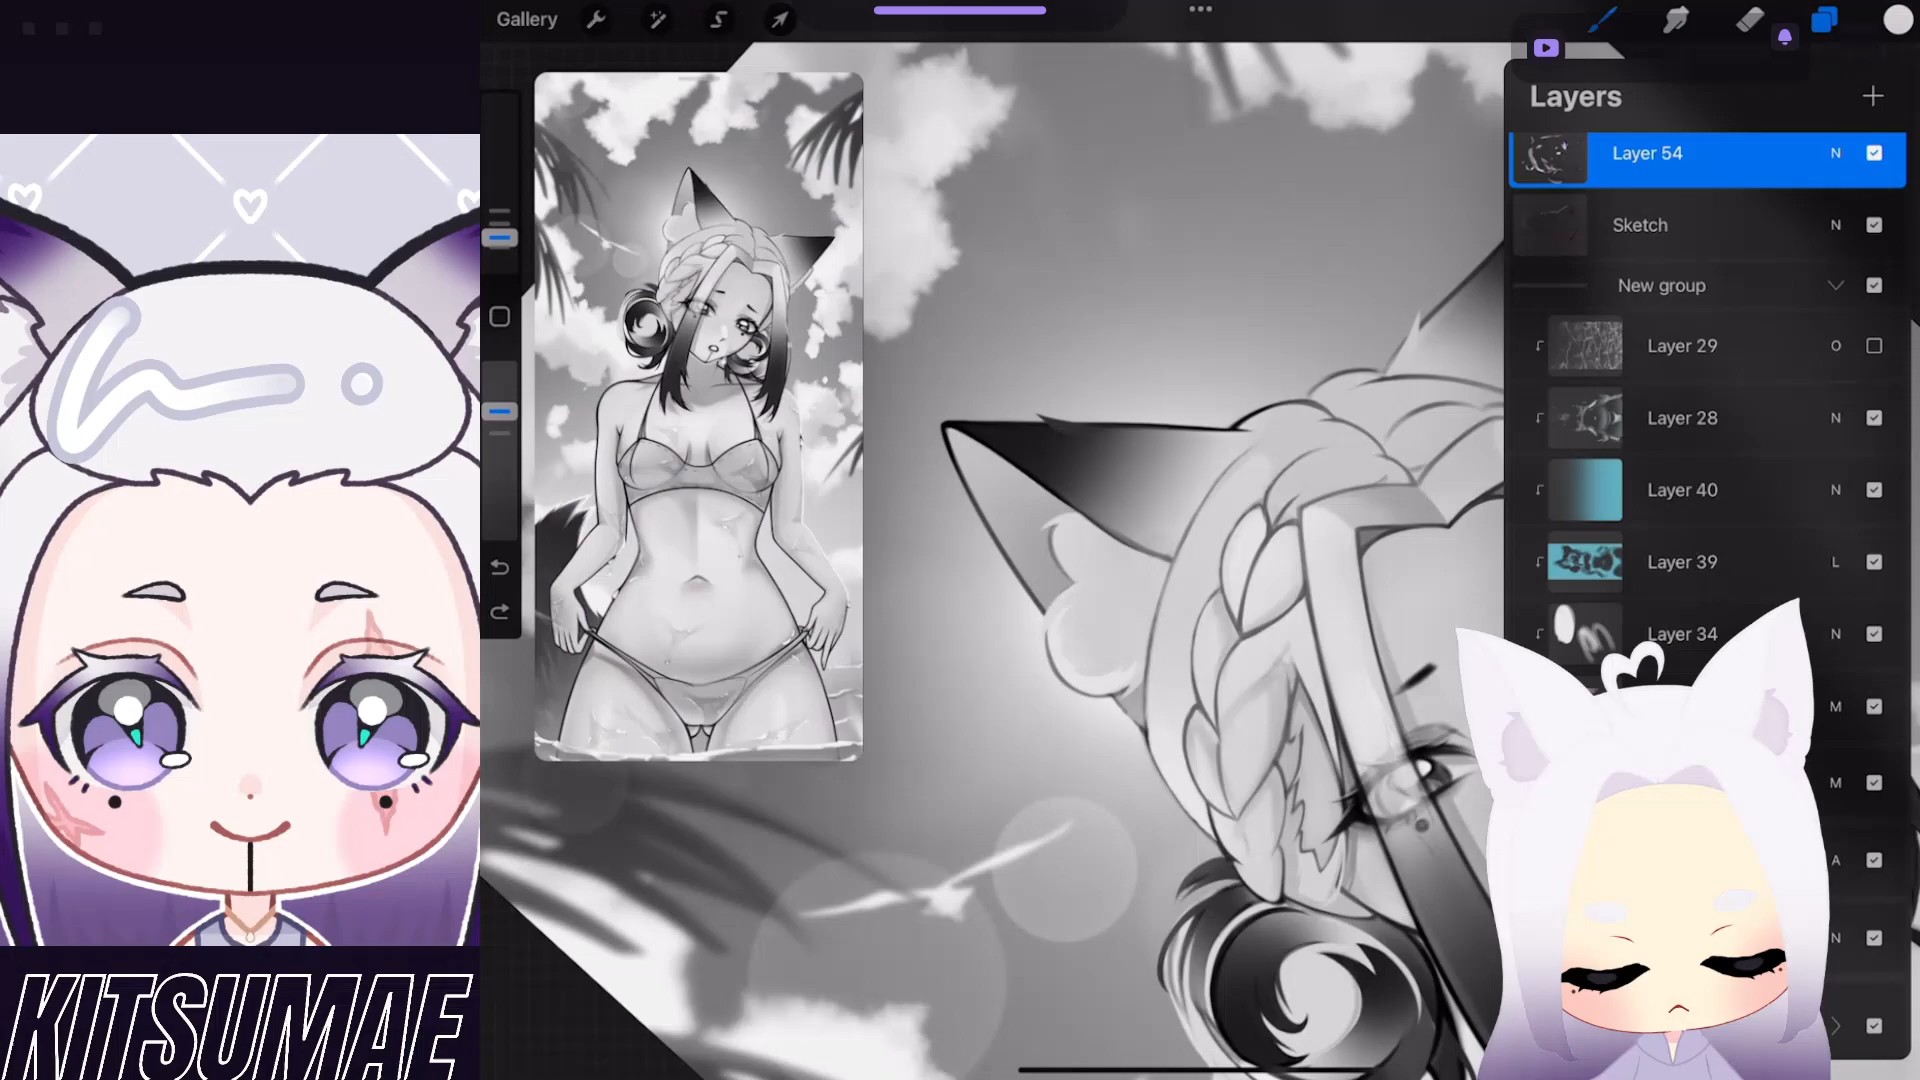 Gallery
Layers
Layer 54 N
Sketch N
New group
Layer 29 O
Layer 28 N
Layer 40 N
Layer 39 L
Layer 34 N
M
M
A
N
KITSUMAE